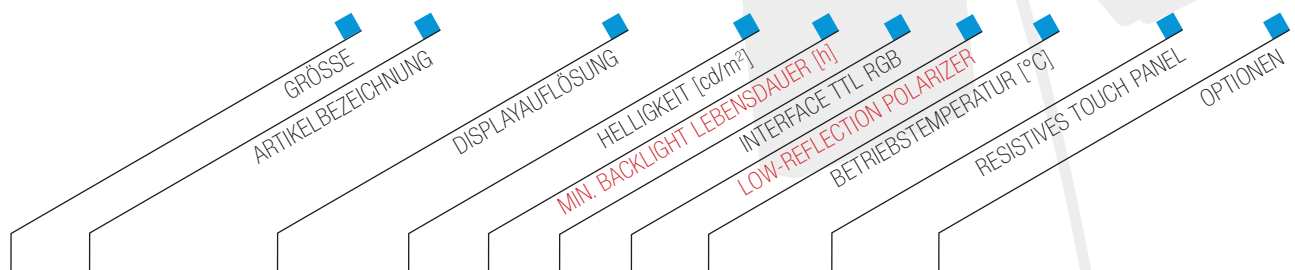 GRÖSSE
ARTIKELBEZEICHNUNG
DISPLAYAUFLÖSUNG
HELLIGKEIT [cd/m²]
MIN. BACKLIGHT LEBENSDAUER [h]
INTERFACE TTL RGB
LOW-REFLECTION POLARIZER
BETRIEBSTEMPERATUR [°C]
RESISTIVES TOUCH PANEL
OPTIONEN